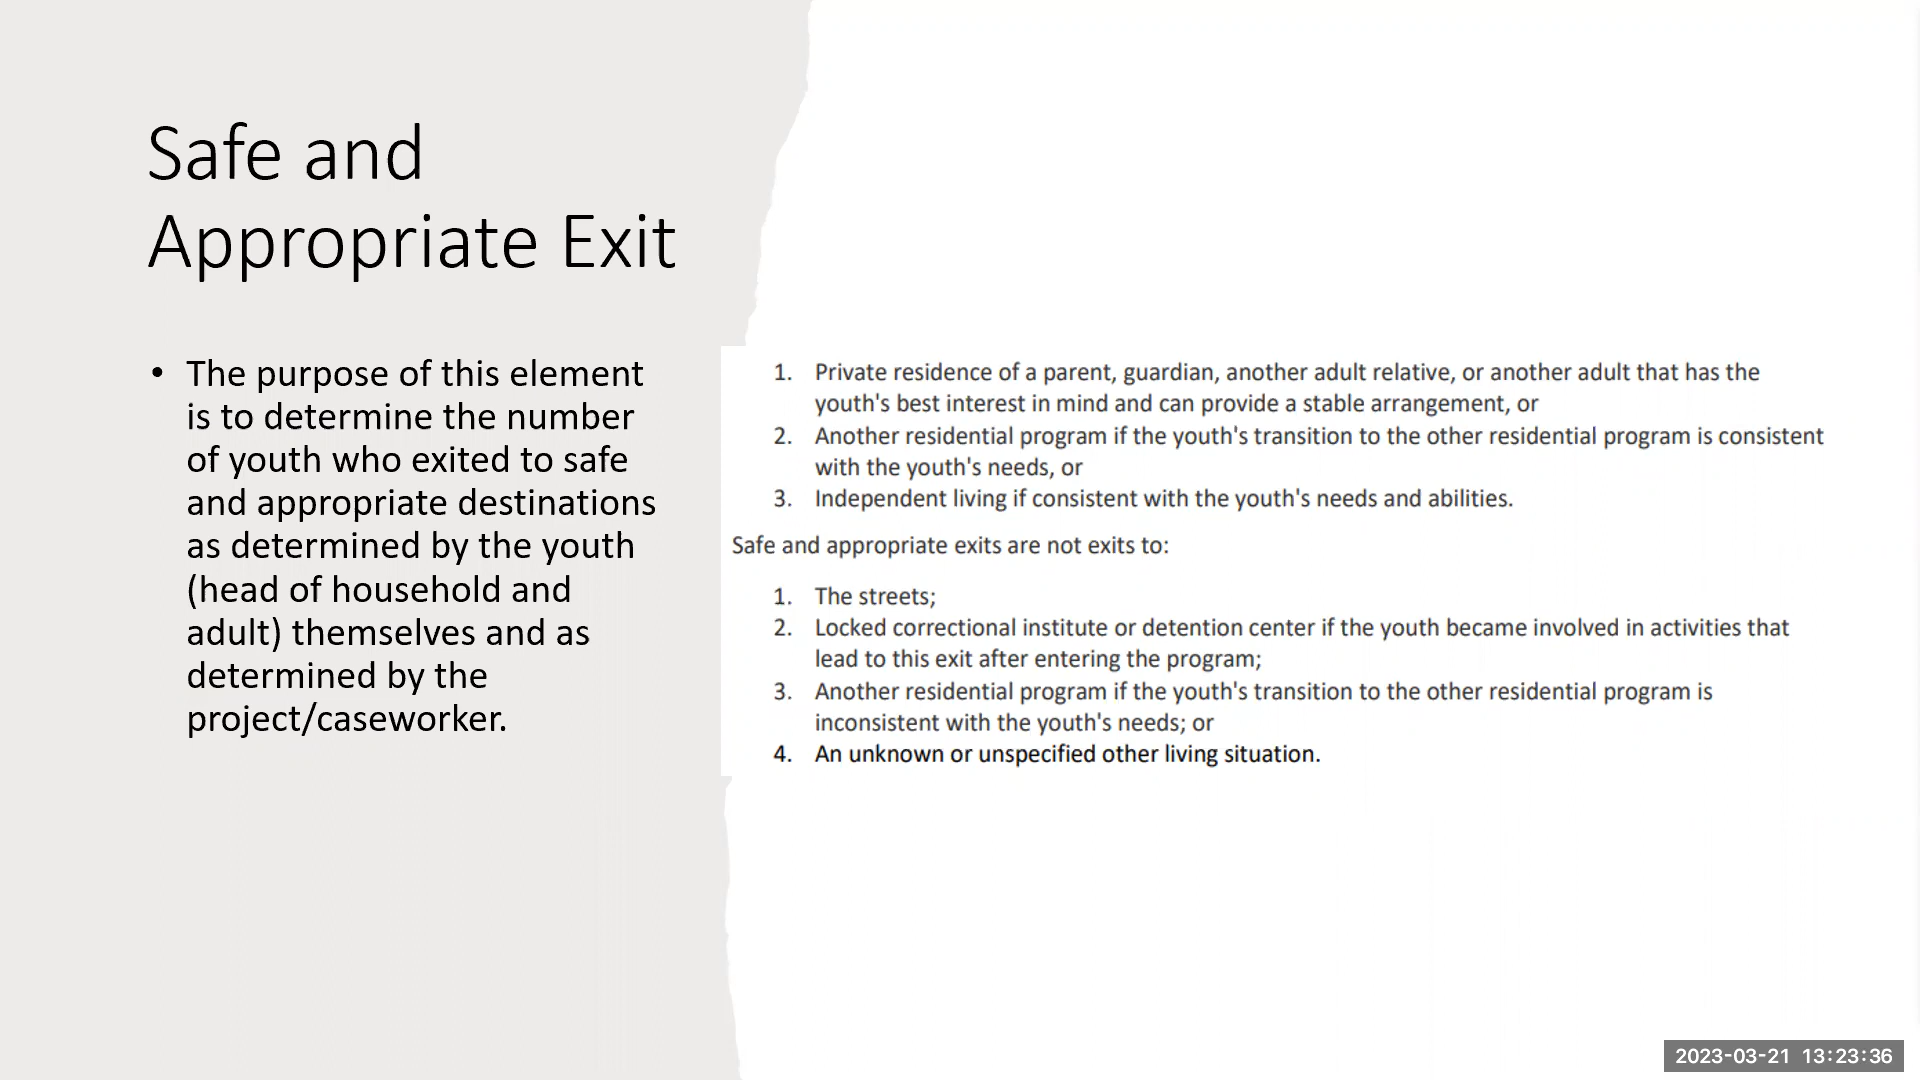 Safe and
Appropriate Exit
• The purpose of this element
is to determine the number
of youth who exited to safe
and appropriate destinations
as determined by the youth
(head of household and
adult) themselves and as
determined by the
project/caseworker.
1. Private residence of a parent, guardian, another adult relative, or another adult that has the
youth's best interest in mind and can provide a stable arrangement, or
2. Another residential program if the youth's transition to the other residential program is consistent
with the youth's needs, or
3. Independent living if consistent with the youth's needs and abilities.
Safe and appropriate exits are not exits to:
1. The streets;
2. Locked correctional institute or detention center if the youth became involved in activities that
lead to this exit after entering the program;
3. Another residential program if the youth's transition to the other residential program is
inconsistent with the youth's needs; or
4. An unknown or unspecified other living situation.
2023-03-21 13:23:36